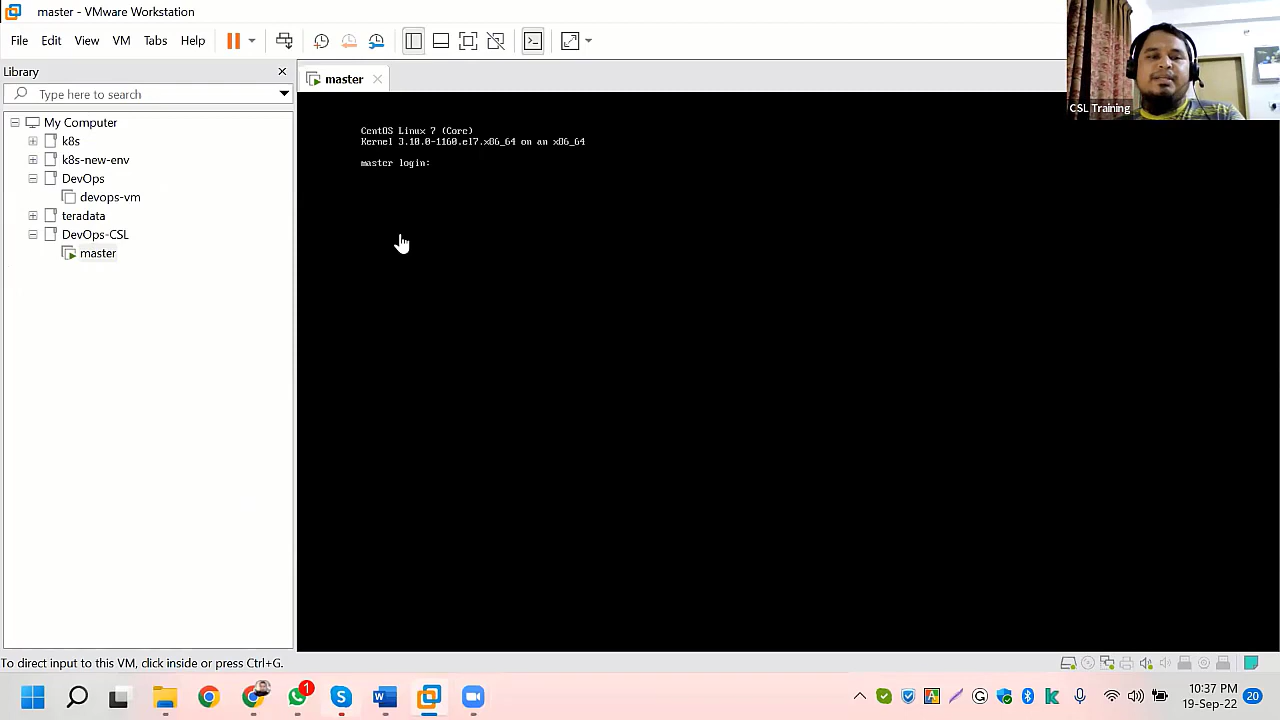 master - VMware Workstation
File Edit View VM Tabs Help
Library
master
CSL Training
Type here to search
My Computer
k8s
k8s-new-env
DevOps
devops-vm
teradata
DevOps-CSL
master
CentOS Linux 7 (Core)
Kernel 3.10.0-1160.el7.x86_64 on an x86_64
master login:
To direct input to this VM, click inside or press Ctrl+G.
1
10:37 PM
19-Sep-22
20